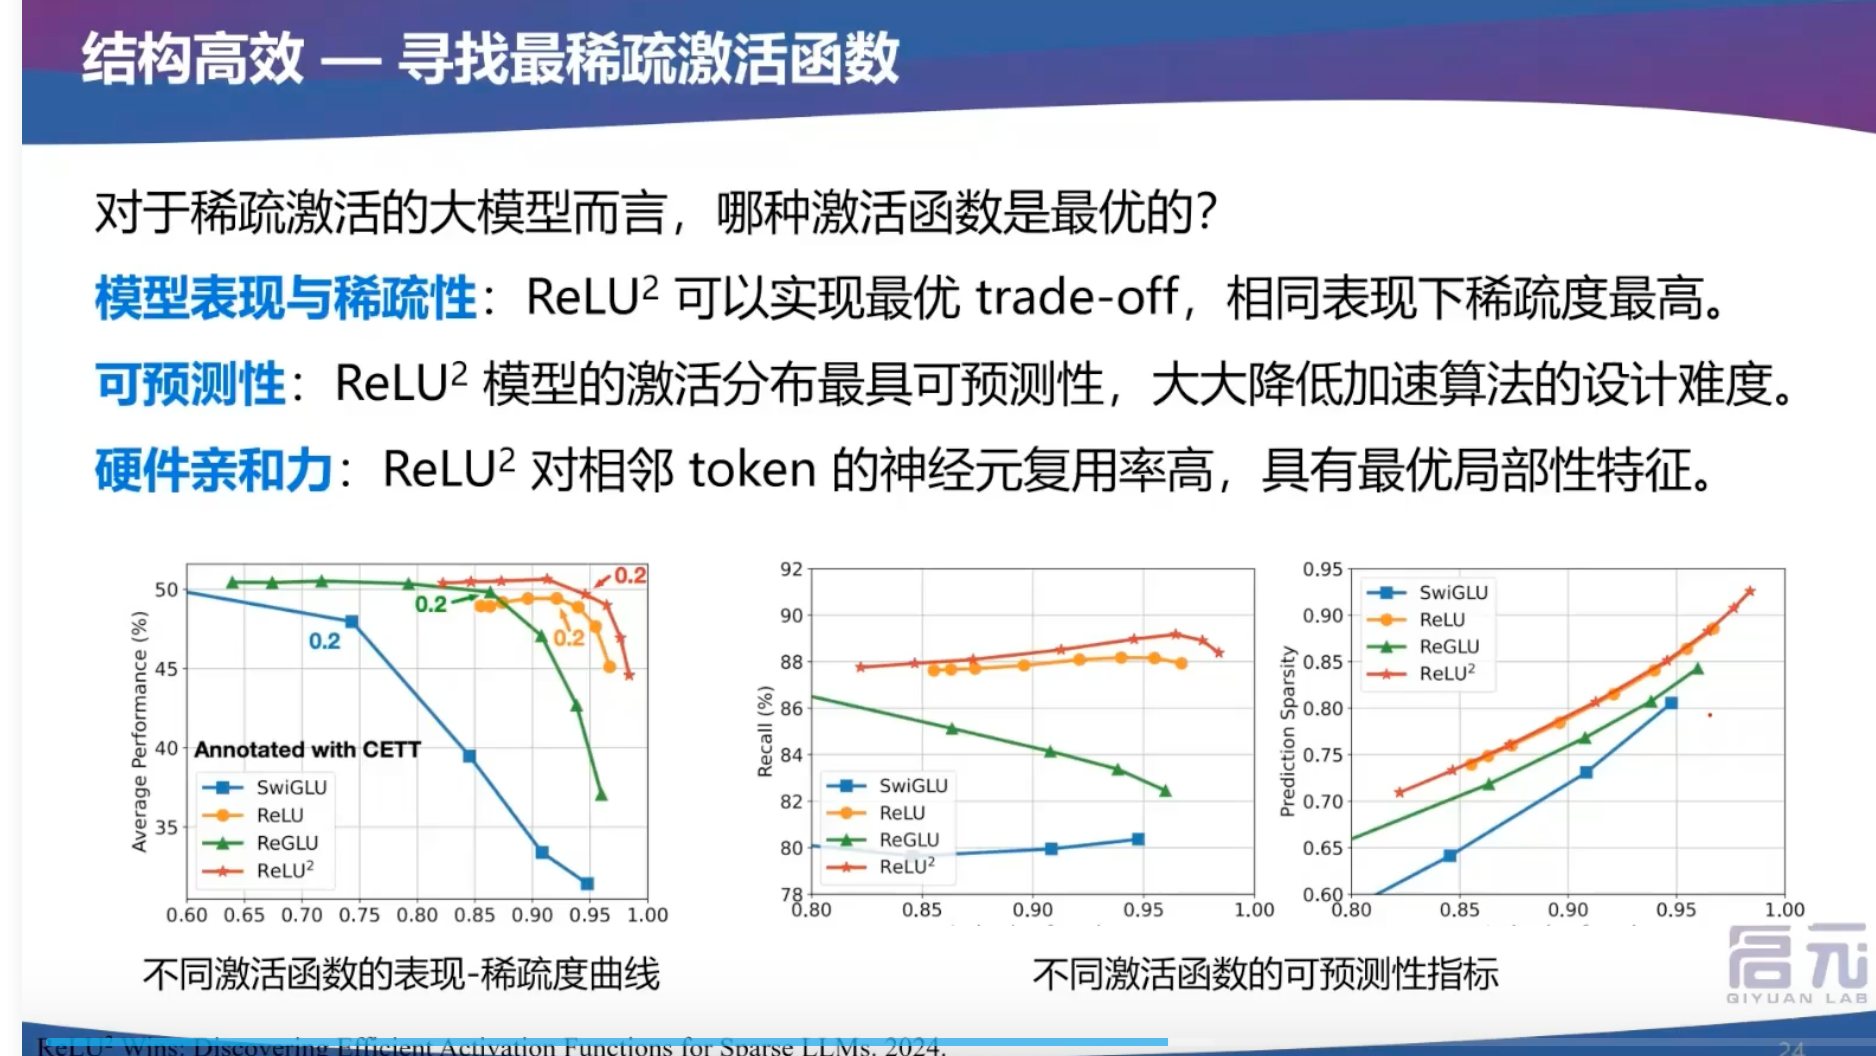 结构高效 — 寻找最稀疏激活函数
对于稀疏激活的大模型而言，哪种激活函数是最优的？
模型表现与稀疏性：ReLU² 可以实现最优 trade-off，相同表现下稀疏度最高。
可预测性：ReLU² 模型的激活分布最具可预测性，大大降低加速算法的设计难度。
硬件亲和力：ReLU² 对相邻 token 的神经元复用率高，具有最优局部性特征。
Average Performance (%)
50
45
40
35
0.2
0.2
0.2
0.2
Annotated with CETT
SwiGLU
ReLU
ReGLU
ReLU²
0.60 0.65 0.70 0.75 0.80 0.85 0.90 0.95 1.00
不同激活函数的表现-稀疏度曲线
Recall (%)
92
90
88
86
84
82
80
78
SwiGLU
ReLU
ReGLU
ReLU²
0.80 0.85 0.90 0.95 1.00
Prediction Sparsity
0.95
0.90
0.85
0.80
0.75
0.70
0.65
0.60
SwiGLU
ReLU
ReGLU
ReLU²
0.80 0.85 0.90 0.95 1.00
不同激活函数的可预测性指标
启元
QIYUAN LAB
ReLU² Wins: Discovering Efficient Activation Functions for Sparse LLMs. 2024.
24